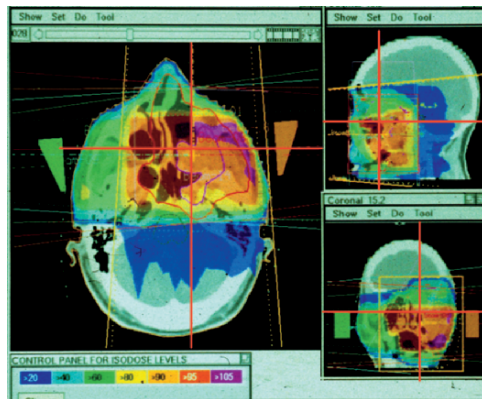 Show Set Do Tool
028
Show Set Do Tool
Coronal 15.2
Show Set Do Tool
CONTROL PANEL FOR ISODOSE LEVELS
>20 >40 >60 >80 >90 >95 >105